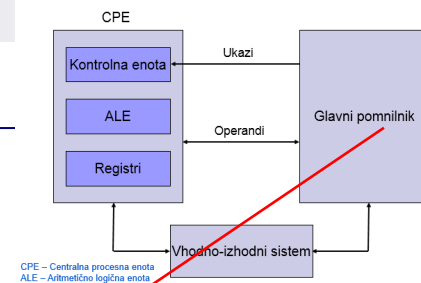 CPE
Kontrolna enota
Ukazi
ALE
Glavni pomnilnik
Operandi
Registri
Vhodno-izhodni sistem
CPE – Centralna procesna enota
ALE – Aritmetično logična enota